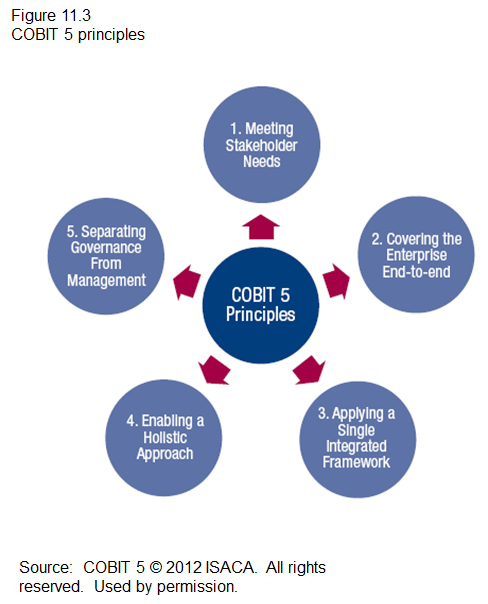 Figure 11.3
COBIT 5 principles
1. Meeting
Stakeholder
Needs
5. Separating
Governance
From
Management
2. Covering the
Enterprise
End-to-end
COBIT 5
Principles
4. Enabling a
Holistic
Approach
3. Applying a
Single
Integrated
Framework
Source:  COBIT 5 © 2012 ISACA.  All rights
reserved.  Used by permission.